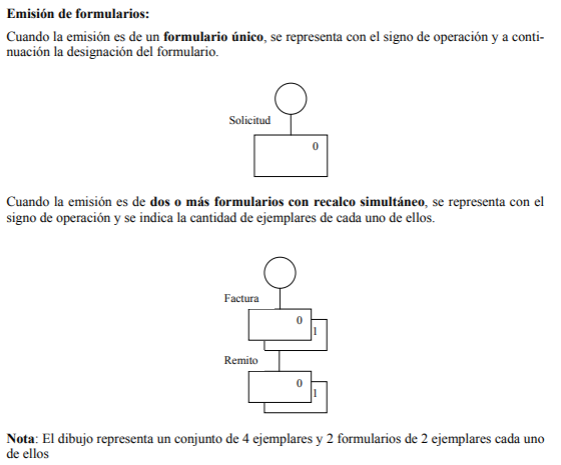 Emisión de formularios:
Cuando la emisión es de un formulario único, se representa con el signo de operación y a conti-
nuación la designación del formulario.
Solicitud
0
Cuando la emisión es de dos o más formularios con recalco simultáneo, se representa con el
signo de operación y se indica la cantidad de ejemplares de cada uno de ellos.
Factura
0
1
Remito
0
1
Nota: El dibujo representa un conjunto de 4 ejemplares y 2 formularios de 2 ejemplares cada uno
de ellos